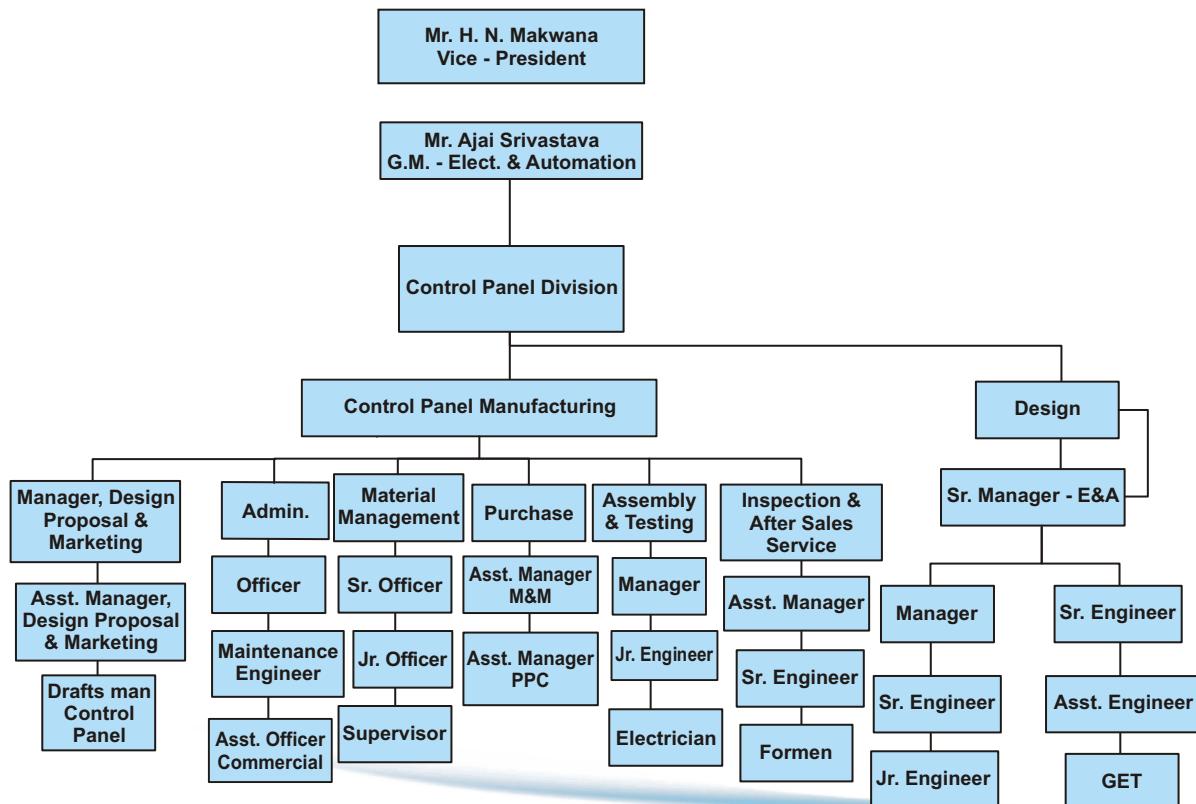 Mr. H. N. Makwana
Vice - President
Mr. Ajai Srivastava
G.M. - Elect. & Automation
Control Panel Division
Control Panel Manufacturing
Design
Manager, Design
Proposal &
Marketing
Asst. Manager,
Design Proposal
& Marketing
Drafts man
Control
Panel
Admin.
Officer
Maintenance
Engineer
Asst. Officer
Commercial
Material
Management
Sr. Officer
Jr. Officer
Supervisor
Purchase
Asst. Manager
M&M
Asst. Manager
PPC
Assembly
& Testing
Manager
Jr. Engineer
Electrician
Inspection &
After Sales
Service
Asst. Manager
Sr. Engineer
Formen
Sr. Manager - E&A
Manager
Sr. Engineer
Jr. Engineer
Sr. Engineer
Asst. Engineer
GET